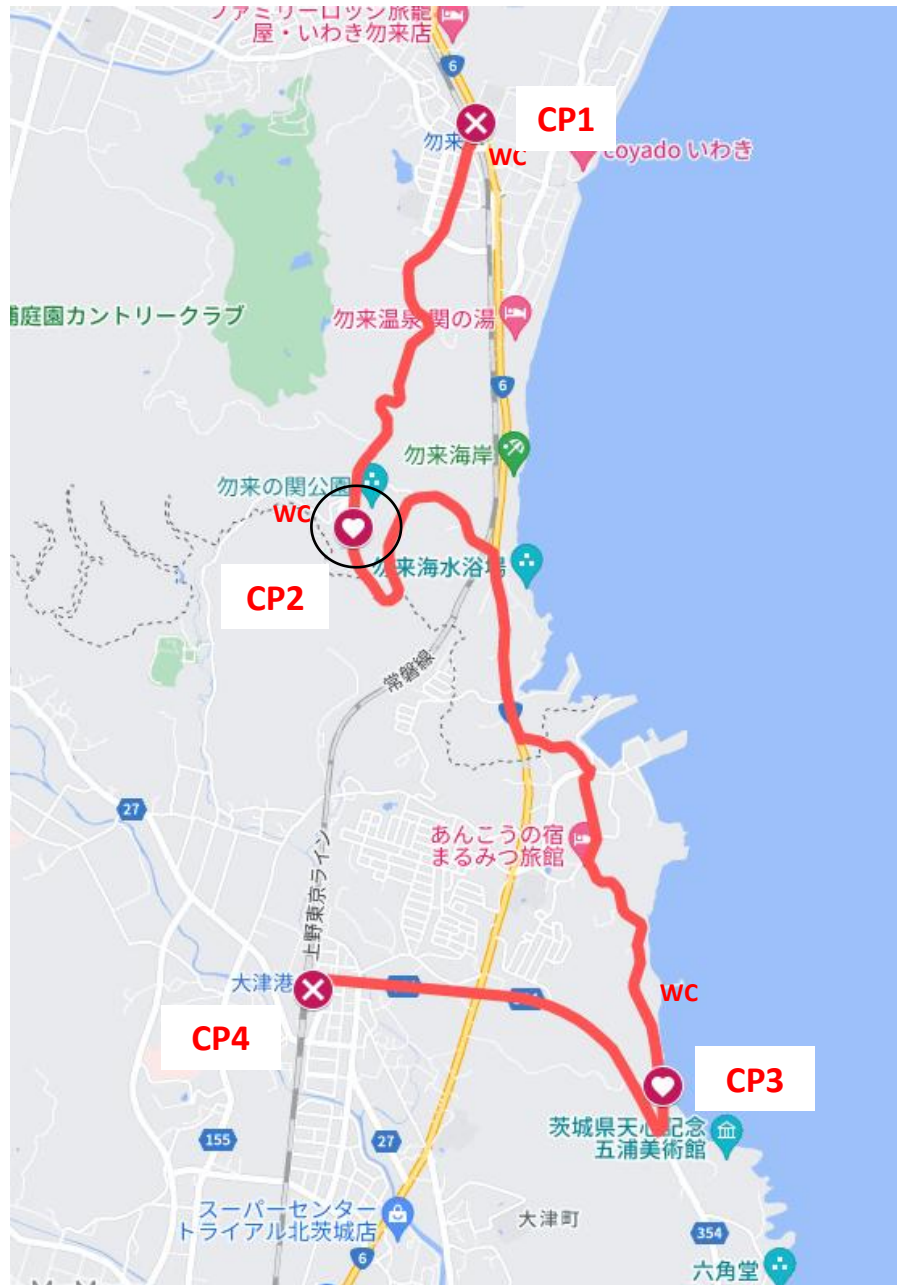 ファミリーロッジ旅籠
屋・いわき勿来店
6
CP1
勿来
WC
coyado いわき
庭園カントリークラブ
勿来温泉 関の湯
6
勿来海岸
勿来の関公園
WC
勿来海水浴場
CP2
常磐線
27
あんこうの宿
まるみつ旅館
上野東京ライン
大津港
WC
CP4
CP3
茨城県天心記念
五浦美術館
155
27
スーパーセンター
トライアル北茨城店
大津町
354
6
六角堂